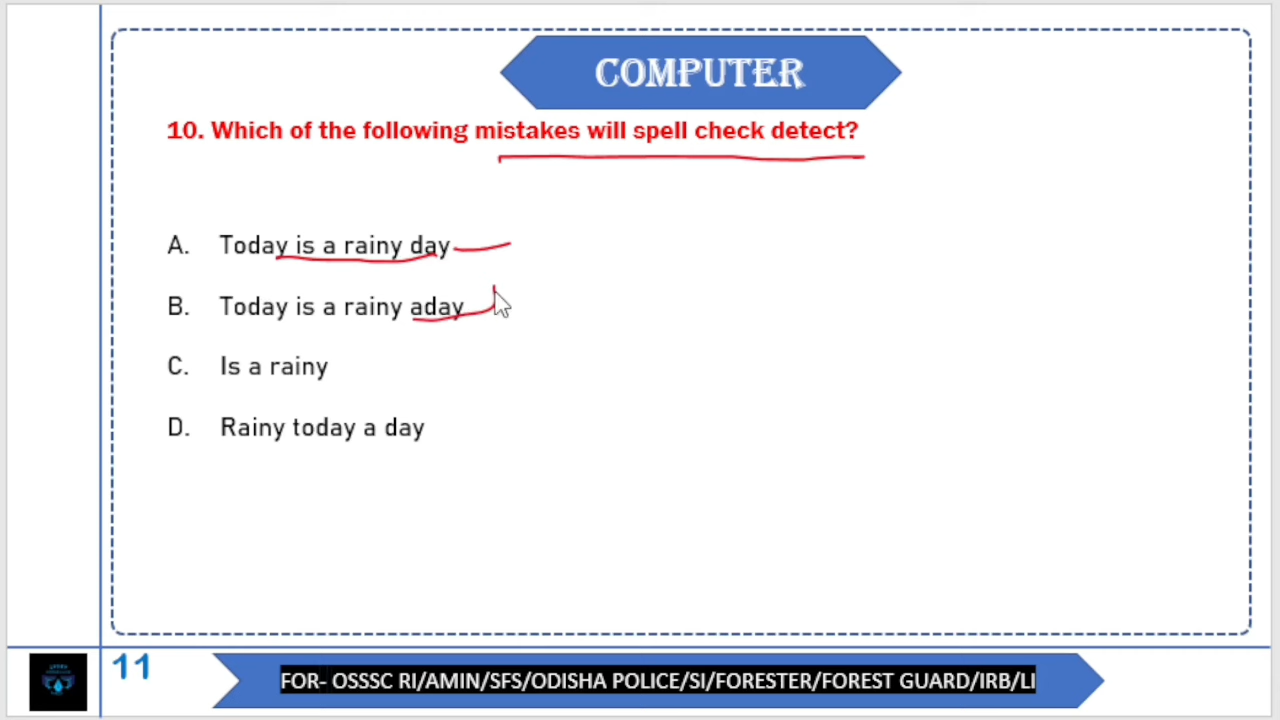 COMPUTER
10. Which of the following mistakes will spell check detect?
A. Today is a rainy day
B. Today is a rainy aday
C. Is a rainy
D. Rainy today a day
11
FOR- OSSSC RI/AMIN/SFS/ODISHA POLICE/SI/FORESTER/FOREST GUARD/IRB/LI